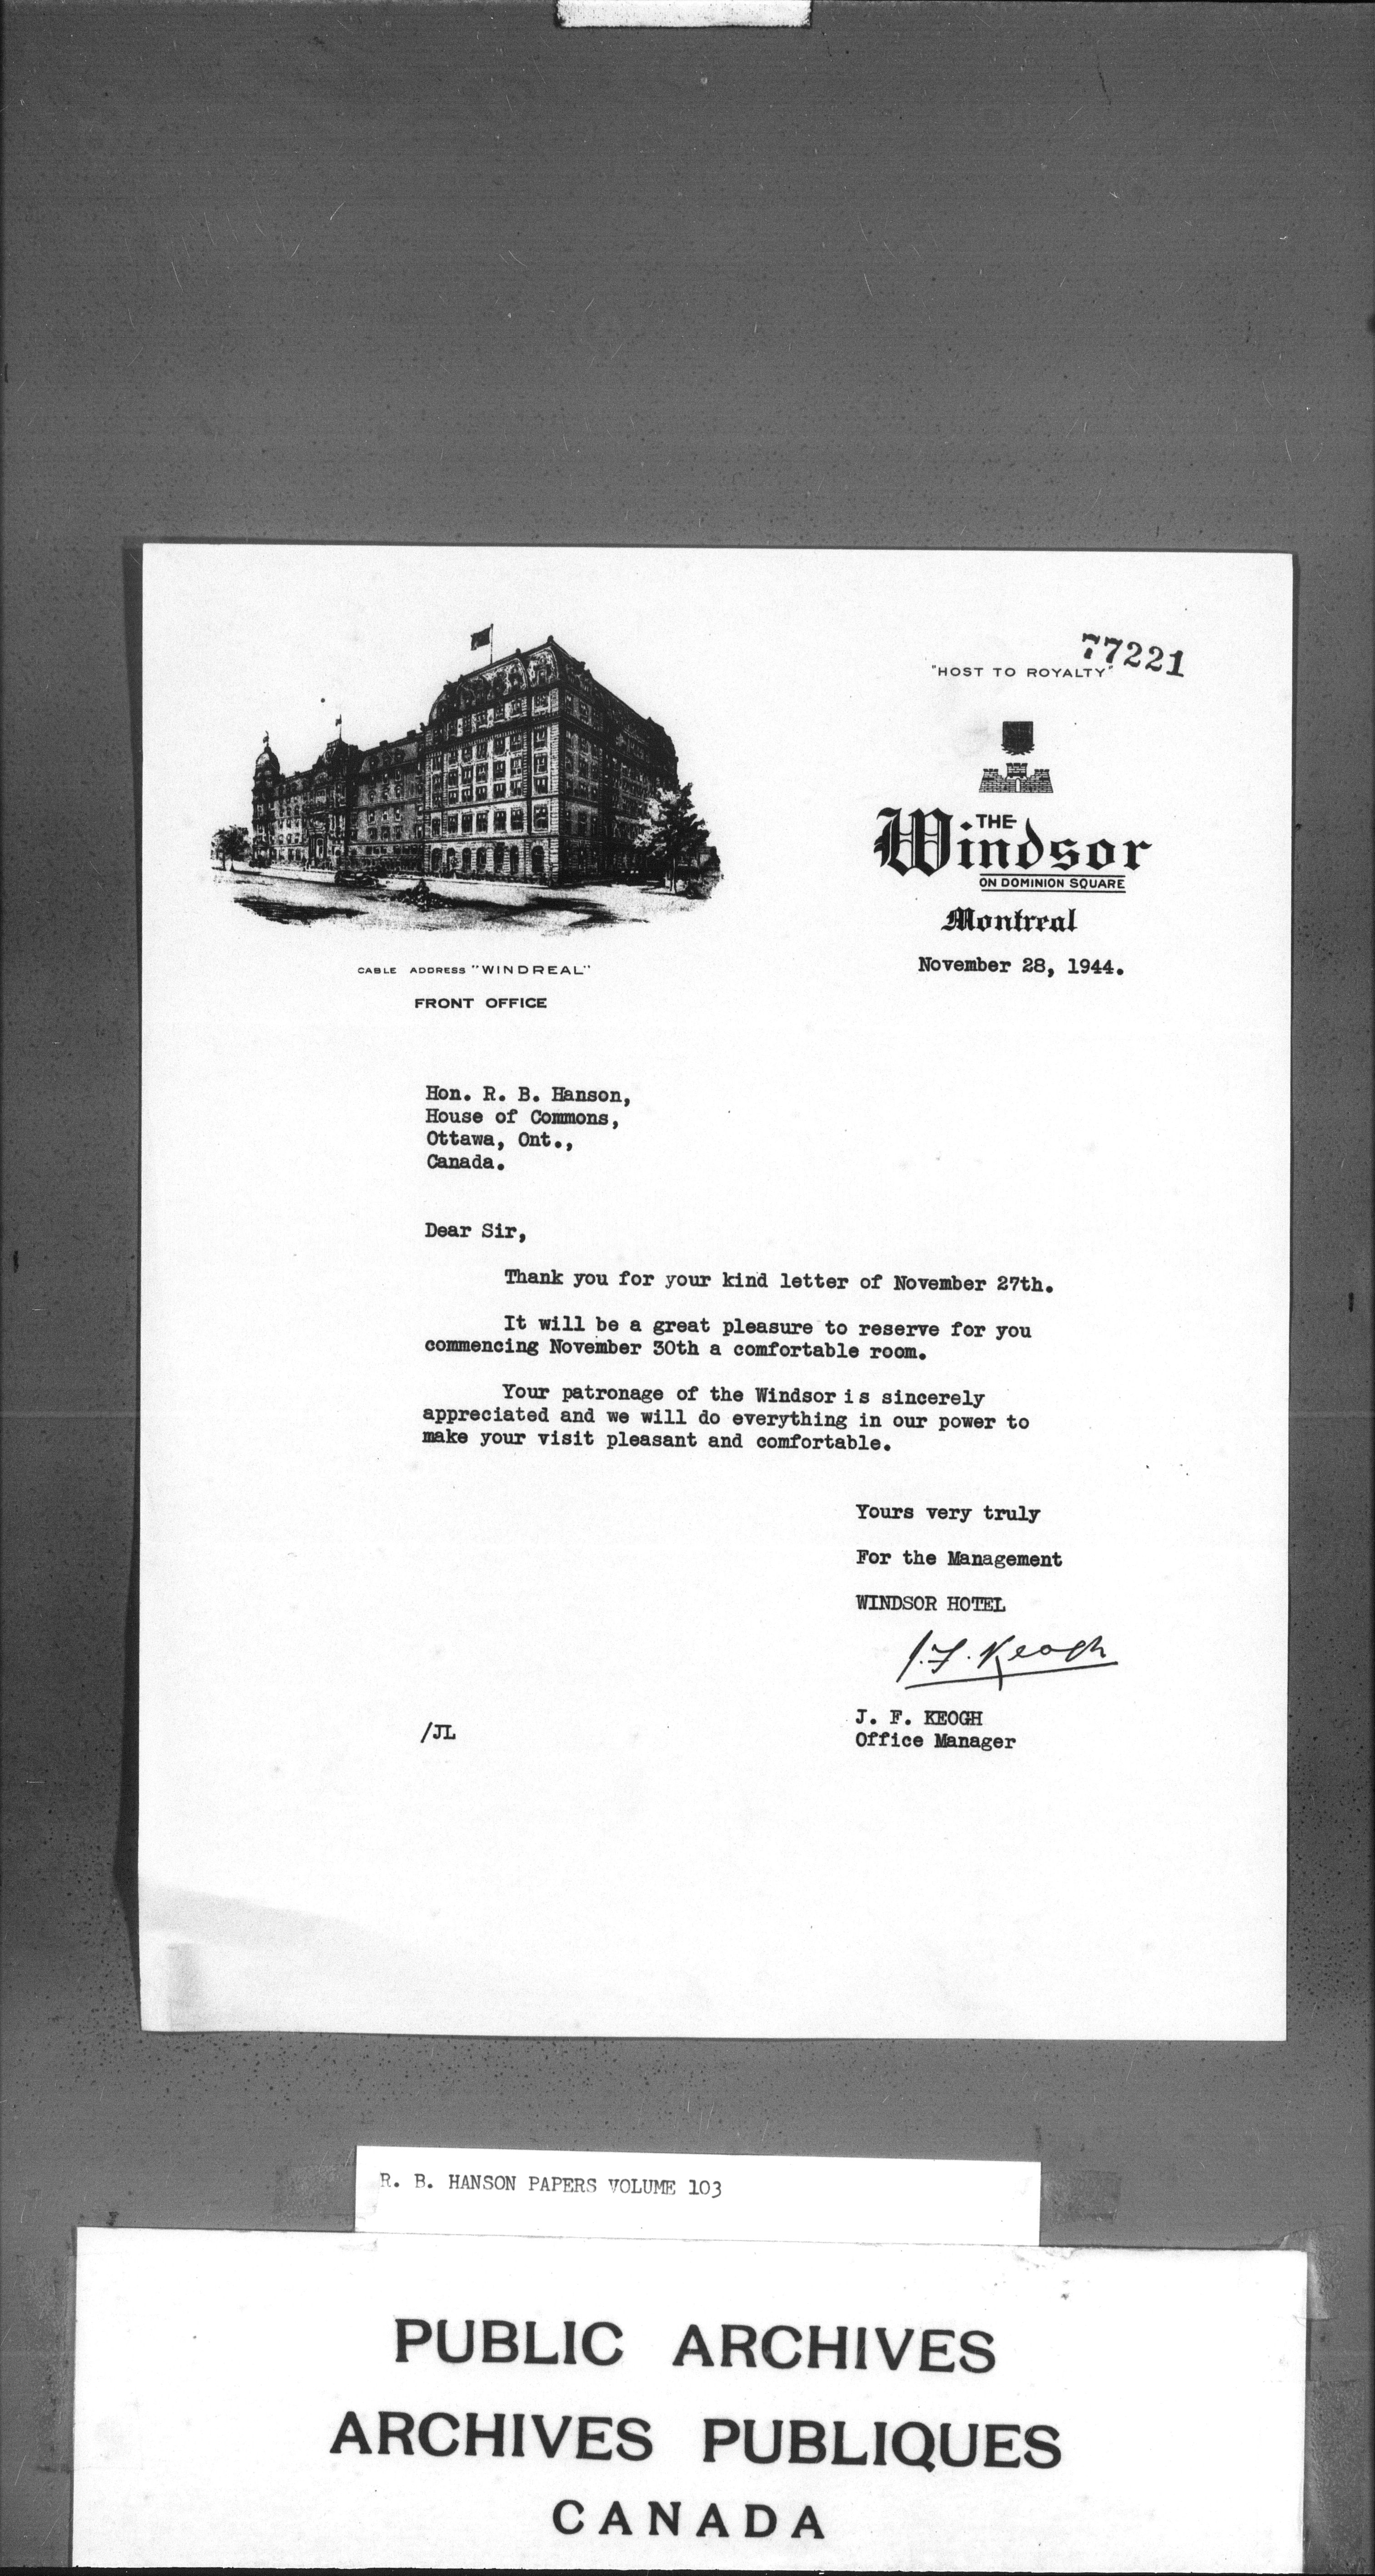 77221
"HOST TO ROYALTY"
THE
Windsor
ON DOMINION SQUARE
Montreal
CABLE ADDRESS "WINDREAL"
FRONT OFFICE
November 28, 1944.
Hon. R. B. Hanson,
House of Commons,
Ottawa, Ont.,
Canada.
Dear Sir,
Thank you for your kind letter of November 27th.
It will be a great pleasure to reserve for you
commencing November 30th a comfortable room.
Your patronage of the Windsor is sincerely
appreciated and we will do everything in our power to
make your visit pleasant and comfortable.
Yours very truly
For the Management
WINDSOR HOTEL
J.F. Keogh
J. F. KEOGH
Office Manager
/JL
R. B. HANSON PAPERS VOLUME 103
PUBLIC ARCHIVES
ARCHIVES PUBLIQUES
CANADA